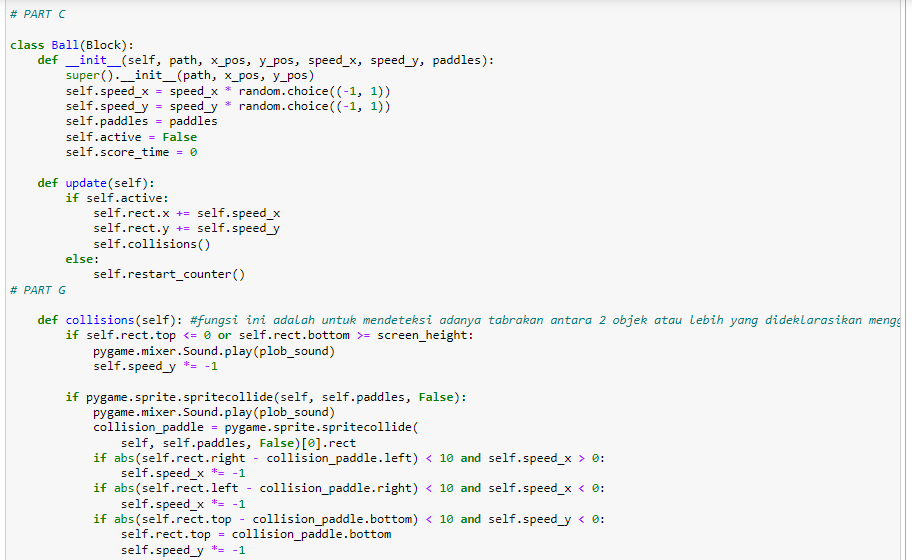 # PART C
class Ball(Block):
    def __init__(self, path, x_pos, y_pos, speed_x, speed_y, paddles):
        super().__init__(path, x_pos, y_pos)
        self.speed_x = speed_x * random.choice((-1, 1))
        self.speed_y = speed_y * random.choice((-1, 1))
        self.paddles = paddles
        self.active = False
        self.score_time = 0
    def update(self):
        if self.active:
            self.rect.x += self.speed_x
            self.rect.y += self.speed_y
            self.collisions()
        else:
            self.restart_counter()
# PART G
    def collisions(self): #fungsi ini adalah untuk mendeteksi adanya tabrakan antara 2 objek atau lebih yang dideklarasikan
        if self.rect.top <= 0 or self.rect.bottom >= screen_height:
            pygame.mixer.Sound.play(plob_sound)
            self.speed_y *= -1
        if pygame.sprite.spritecollide(self, self.paddles, False):
            pygame.mixer.Sound.play(plob_sound)
            collision_paddle = pygame.sprite.spritecollide(
                self, self.paddles, False)[0].rect
            if abs(self.rect.right - collision_paddle.left) < 10 and self.speed_x > 0:
                self.speed_x *= -1
            if abs(self.rect.left - collision_paddle.right) < 10 and self.speed_x < 0:
                self.speed_x *= -1
            if abs(self.rect.top - collision_paddle.bottom) < 10 and self.speed_y < 0:
                self.rect.top = collision_paddle.bottom
                self.speed_y *= -1